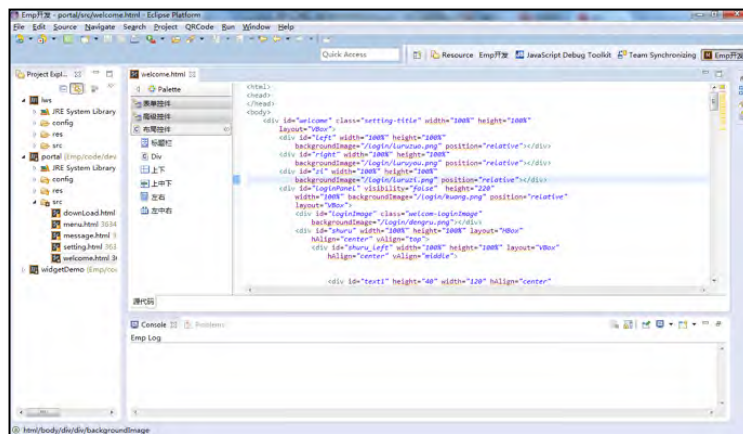 Emp开发 - portal/src/welcome.html - Eclipse Platform
File Edit Source Navigate Search Project QRCode Run Window Help
Quick Access
Resource Emp开发 JavaScript Debug Toolkit Team Synchronizing Emp开发
Project Expl...
lws
JRE System Library
config
res
src
portal [Emp/code/dev
JRE System Library
config
res
src
downLoad.html
menu.html 3634
message.html
setting.html 363
welcome.html
widgetDemo [Emp/co
welcome.html
Palette
表单控件
高级控件
布局控件
标题栏
Div
上下
上中下
左右
左中右
<html>
<head>
</head>
<body>
<div id="welcome" class="setting-title" width="100%" height="100%"
layout="VBox">
<div id="left" width="100%" height="100%"
backgroundImage="/login/luruzuo.png" position="relative"></div>
<div id="right" width="100%" height="100%"
backgroundImage="/login/luruyou.png" position="relative"></div>
<div id="zi" width="100%" height="100%"
backgroundImage="/login/luruzi.png" position="relative"></div>
<div id="loginPanel" visibility="false" height="220"
width="100%" backgroundImage="/login/kuang.png" position="relative"
layout="VBox">
<div id="loginImage" class="welcom-loginImage"
backgroundImage="/login/dengru.png"></div>
<div id="shuru" width="100%" height="100%" layout="HBox"
hAlign="center" vAlign="top">
<div id="shuru_left" width="100%" height="100%" layout="VBox"
hAlign="center" vAlign="middle">
<div id="text1" height="40" width="120" hAlign="center"
源代码
Console Problems
Emp Log
html/body/div/div/backgroundImage